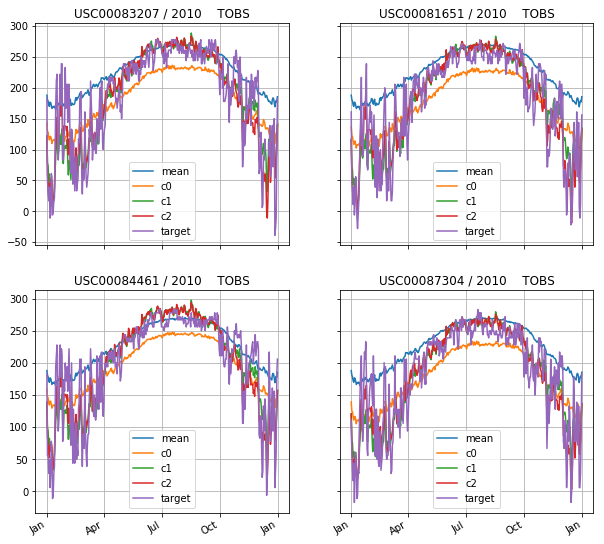 USC00083207 / 2010 TOBS
USC00081651 / 2010 TOBS
300
250
200
150
100
50
0
−50
mean
c0
c1
c2
target
mean
c0
c1
c2
target
USC00084461 / 2010 TOBS
USC00087304 / 2010 TOBS
300
250
200
150
100
50
0
mean
c0
c1
c2
target
mean
c0
c1
c2
target
Jan
Apr
Jul
Oct
Jan
Jan
Apr
Jul
Oct
Jan